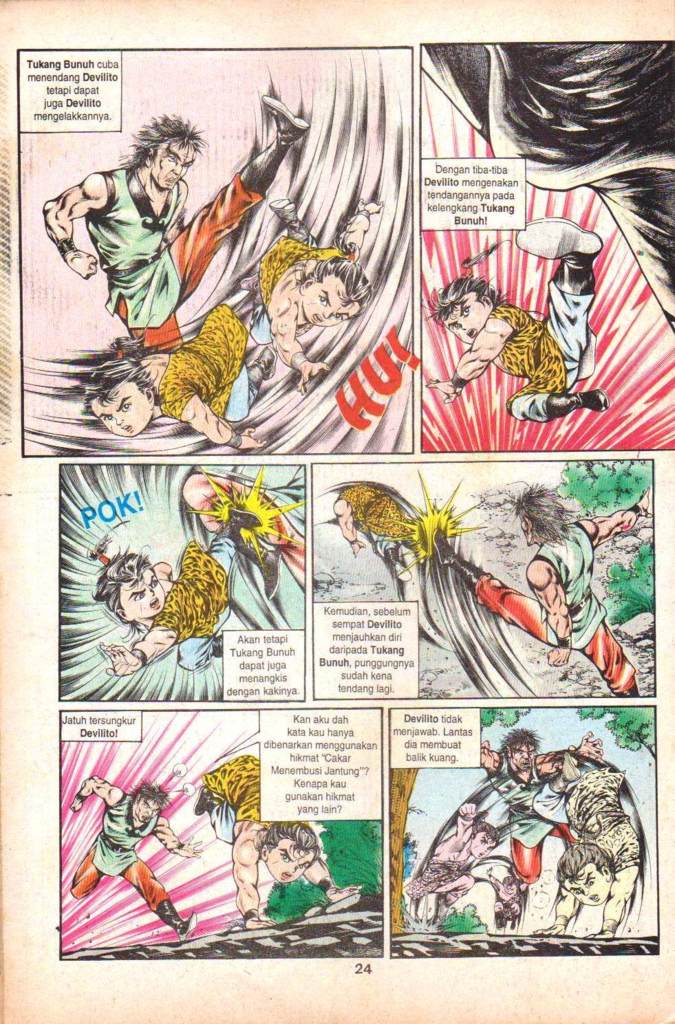 Tukang Bunuh cuba
menendang Devilito
tetapi dapat
juga Devilito
mengelakkannya.
HU!
Dengan tiba-tiba
Devilito mengenakan
tendangannya pada
kelengkang Tukang
Bunuh!
POK!
Akan tetapi
Tukang Bunuh
dapat juga
menangkis
dengan kakinya.
Kemudian, sebelum
sempat Devilito
menjauhkan diri
daripada Tukang
Bunuh, punggungnya
sudah kena
tendang lagi.
Jatuh tersungkur
Devilito!
Kan aku dah
kata kau hanya
dibenarkan menggunakan
hikmat "Cakar
Menembusi Jantung"?
Kenapa kau
gunakan hikmat
yang lain?
Devilito tidak
menjawab. Lantas
dia membuat
balik kuang.
24